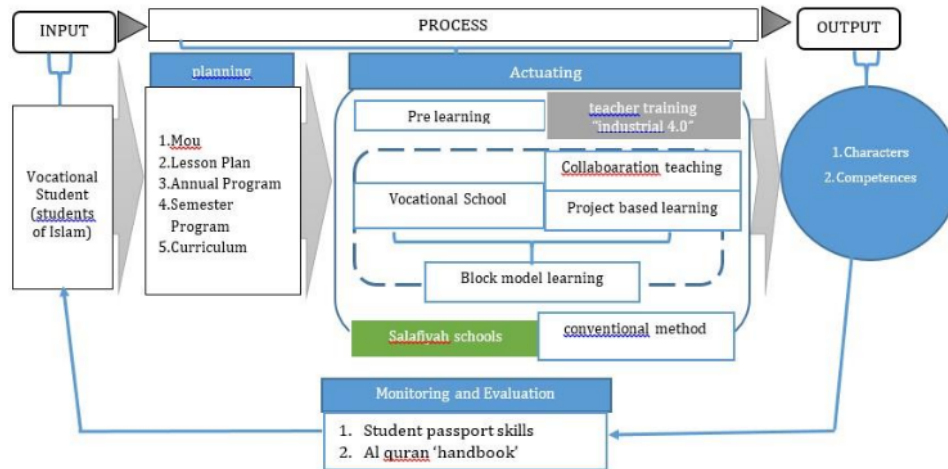 INPUT
PROCESS
OUTPUT
planning
Actuating
Vocational
Student
(students
of Islam)
1.Mou
2.Lesson Plan
3.Annual Program
4.Semester
Program
5.Curriculum
Pre learning
teacher training
"industrial 4.0"
Collabaoration teaching
Vocational School
Project based learning
Block model learning
Salafiyah schools
conventional method
1. Characters
2. Competences
Monitoring and Evaluation
1. Student passport skills
2. Al quran 'handbook'